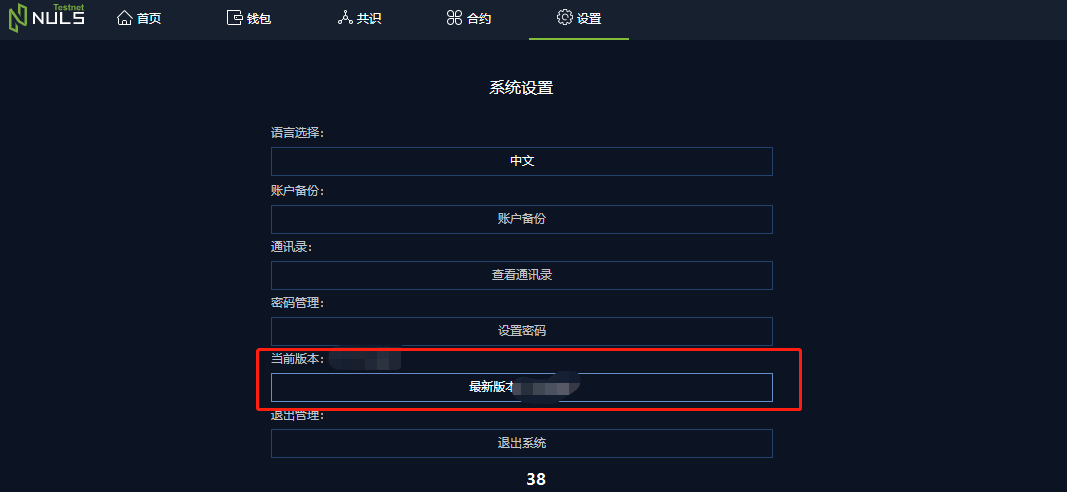 NULS Testnet 首页 钱包 共识 合约 设置
系统设置
语言选择：
中文
账户备份：
账户备份
通讯录：
查看通讯录
密码管理：
设置密码
当前版本：
最新版本
退出管理：
退出系统
38